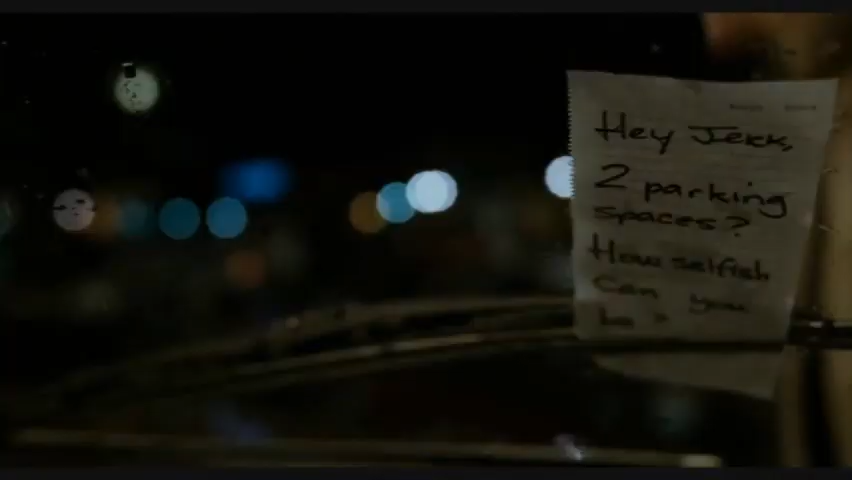 Hey Jerk,
2 parking
spaces?
How selfish
can you
be?